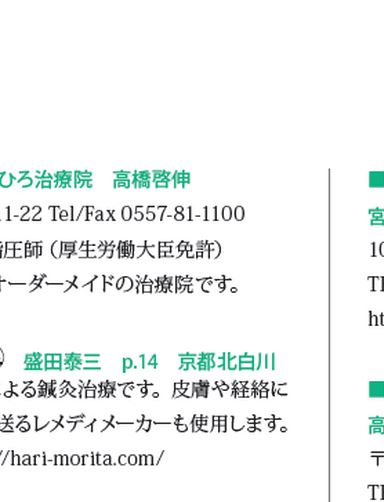 ひろ治療院 高橋啓伸
1-22 Tel/Fax 0557-81-1100
指圧師（厚生労働大臣免許）
オーダーメイドの治療院です。
盛田泰三 p.14 京都北白川
よる鍼灸治療です。皮膚や経絡に
送るレメディメーカーも使用します。
//hari-morita.com/
■
宮
10
TE
ht
■
高
〒
TE